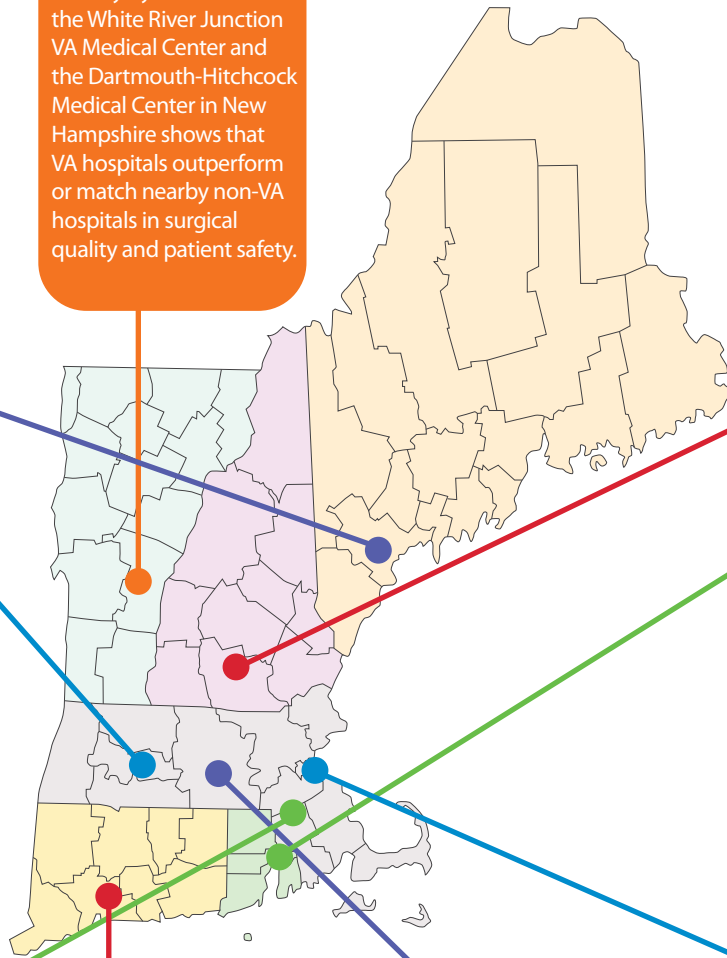 the White River Junction
VA Medical Center and
the Dartmouth-Hitchcock
Medical Center in New
Hampshire shows that
VA hospitals outperform
or match nearby non-VA
hospitals in surgical
quality and patient safety.